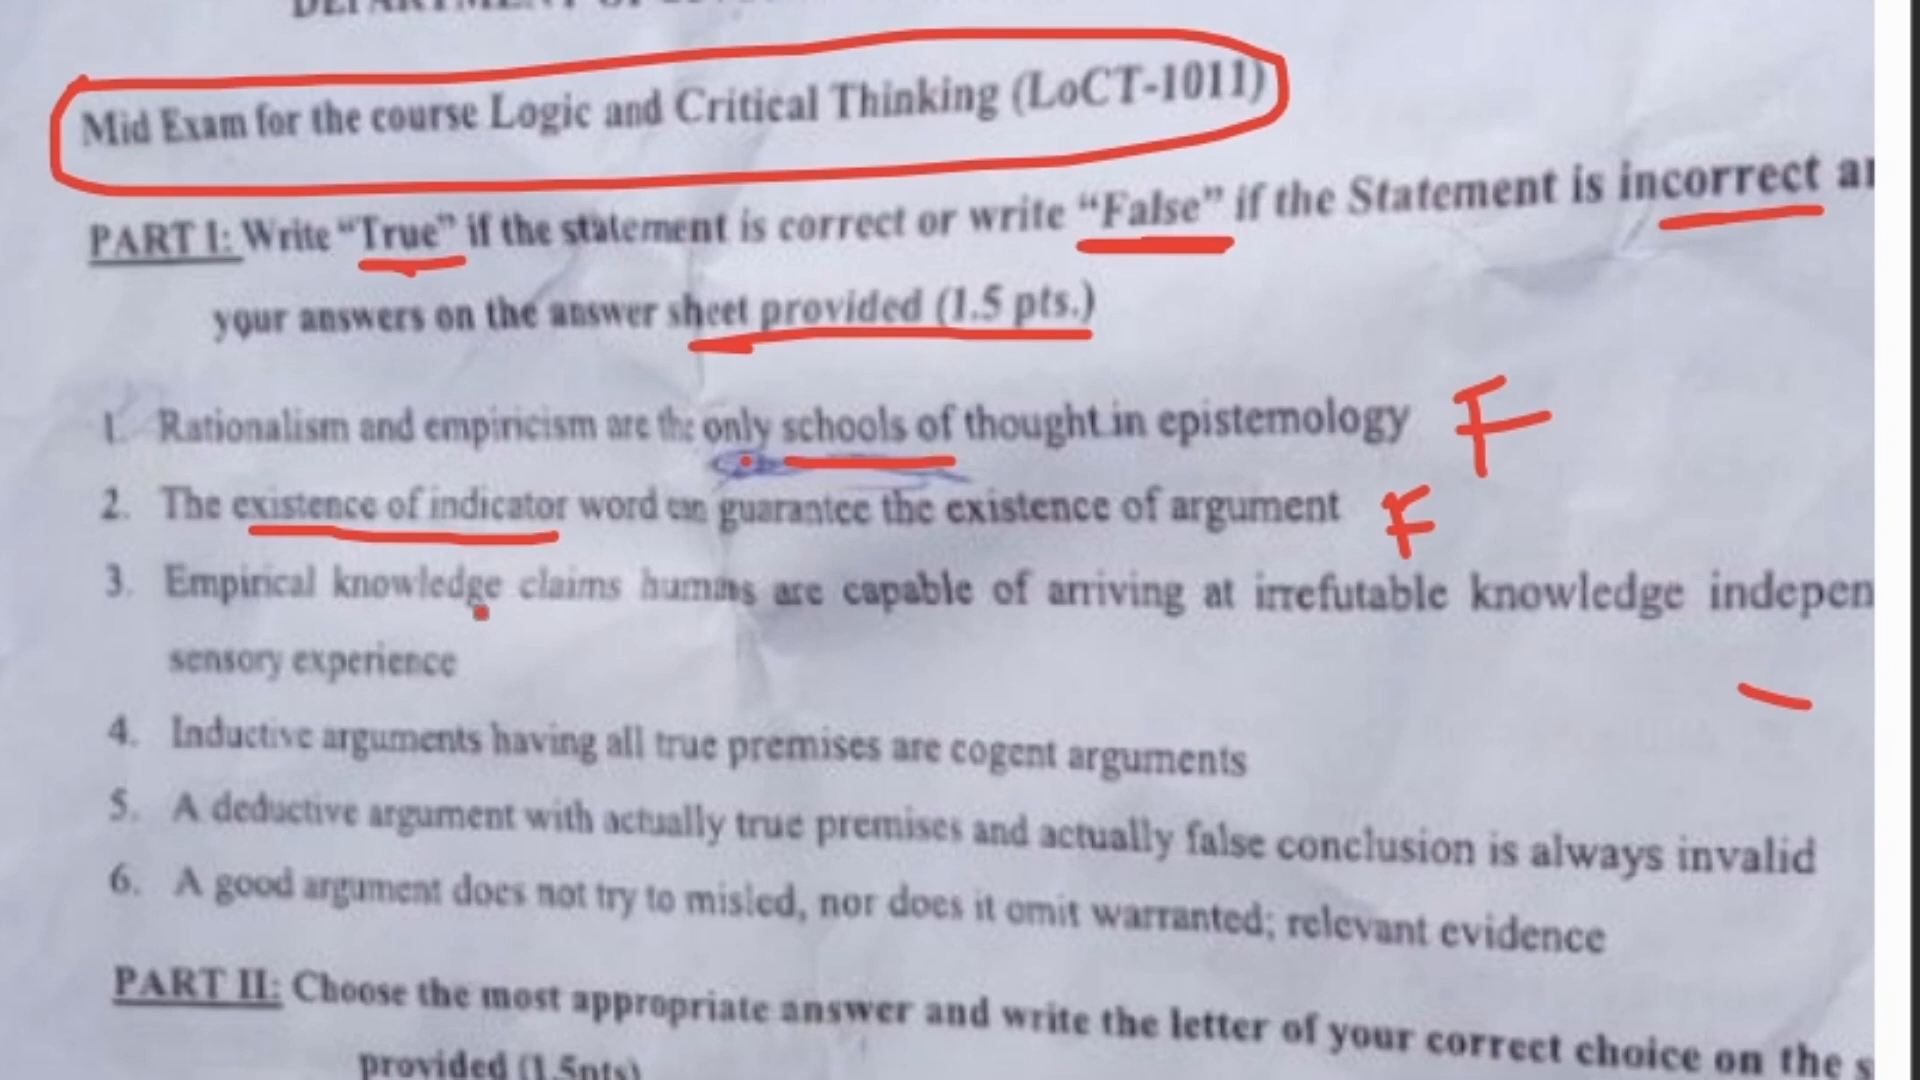 Mid Exam for the course Logic and Critical Thinking (LoCT-1011)
PART I: Write “True” if the statement is correct or write “False” if the Statement is incorrect
your answers on the answer sheet provided (1.5 pts.)
1. Rationalism and empiricism are the only schools of thought in epistemology F
2. The existence of indicator word can guarantee the existence of argument F
3. Empirical knowledge claims humans are capable of arriving at irrefutable knowledge indepen
sensory experience
4. Inductive arguments having all true premises are cogent arguments
5. A deductive argument with actually true premises and actually false conclusion is always invalid
6. A good argument does not try to misled, nor does it omit warranted; relevant evidence
PART II: Choose the most appropriate answer and write the letter of your correct choice on the s
provided (1.5pts)